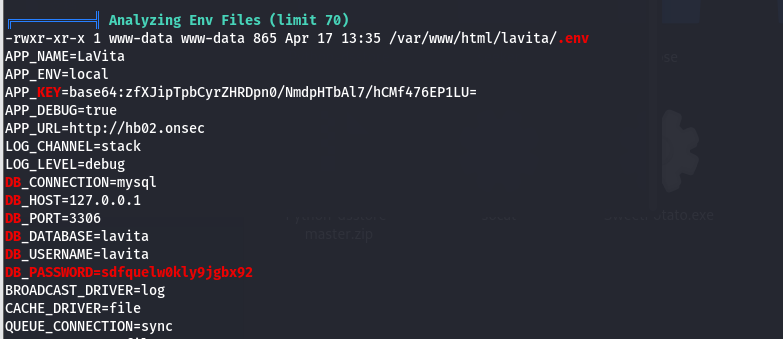 Analyzing Env Files (limit 70)
-rwxr-xr-x 1 www-data www-data 865 Apr 17 13:35 /var/www/html/lavita/.env
APP_NAME=LaVita
APP_ENV=local
APP_KEY=base64:zfXJipTpbCyrZHRDpn0/NmdpHTbAl7/hCMf476EP1LU=
APP_DEBUG=true
APP_URL=http://hb02.onsec
LOG_CHANNEL=stack
LOG_LEVEL=debug
DB_CONNECTION=mysql
DB_HOST=127.0.0.1
DB_PORT=3306
DB_DATABASE=lavita
DB_USERNAME=lavita
DB_PASSWORD=sdfquelw0kly9jgbx92
BROADCAST_DRIVER=log
CACHE_DRIVER=file
QUEUE_CONNECTION=sync
master.zip